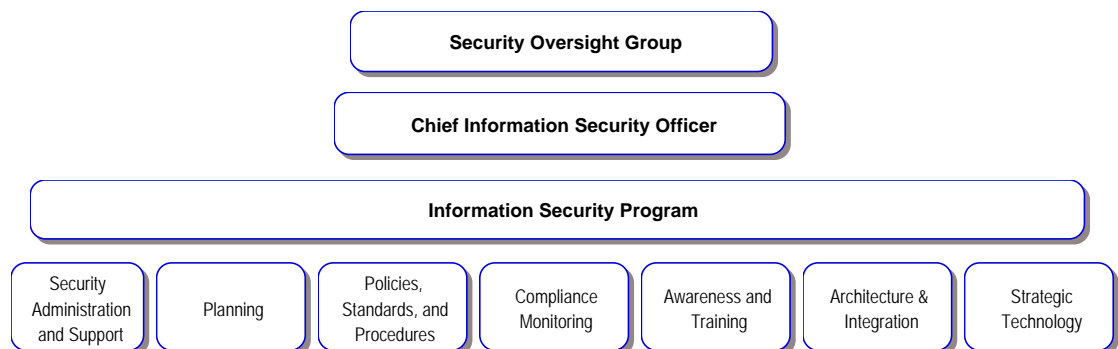 Security Oversight Group
Chief Information Security Officer
Information Security Program
Security
Administration
and Support
Planning
Policies,
Standards, and
Procedures
Compliance
Monitoring
Awareness and
Training
Architecture &
Integration
Strategic
Technology